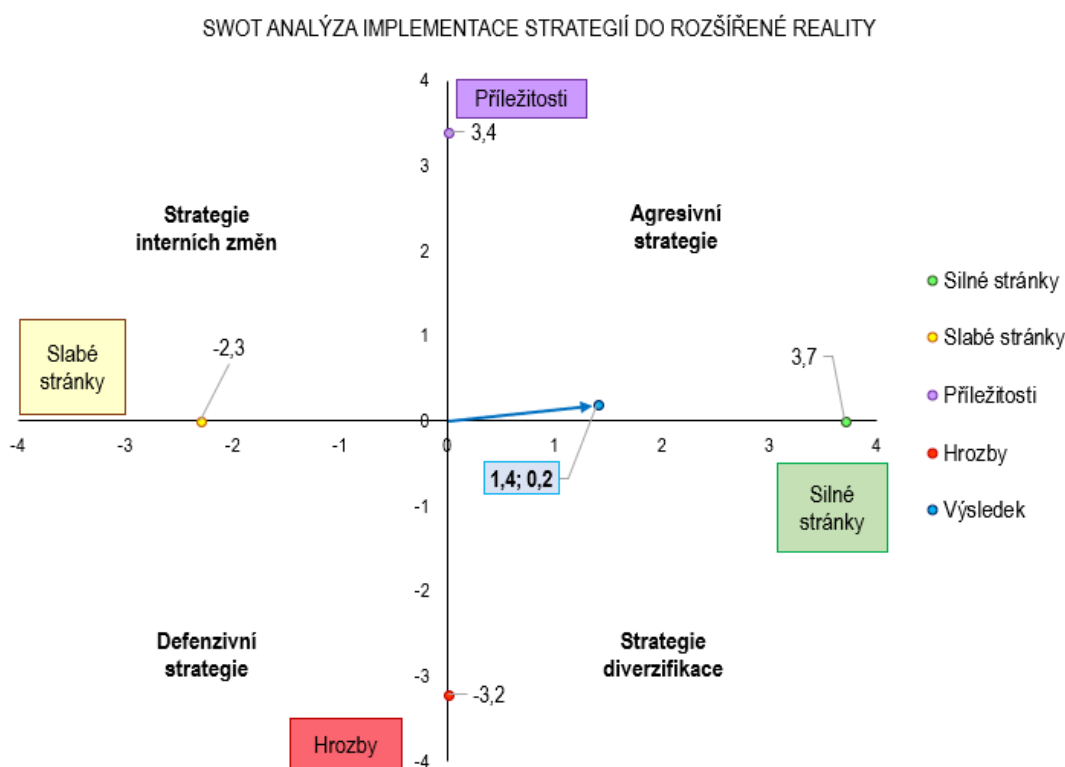 SWOT ANALÝZA IMPLEMENTACE STRATEGIÍ DO ROZŠÍŘENÉ REALITY
4
Příležitosti
3,4
3
Strategie
interních změn
Agresivní
strategie
2
Silné stránky
Slabé stránky
Příležitosti
Hrozby
Výsledek
1
Slabé
stránky
-2,3
3,7
0
-4 -3 -2 -1 0 1 2 3 4
1,4; 0,2
Silné
stránky
-1
-2
Defenzivní
strategie
Strategie
diverzifikace
-3
-3,2
Hrozby
-4